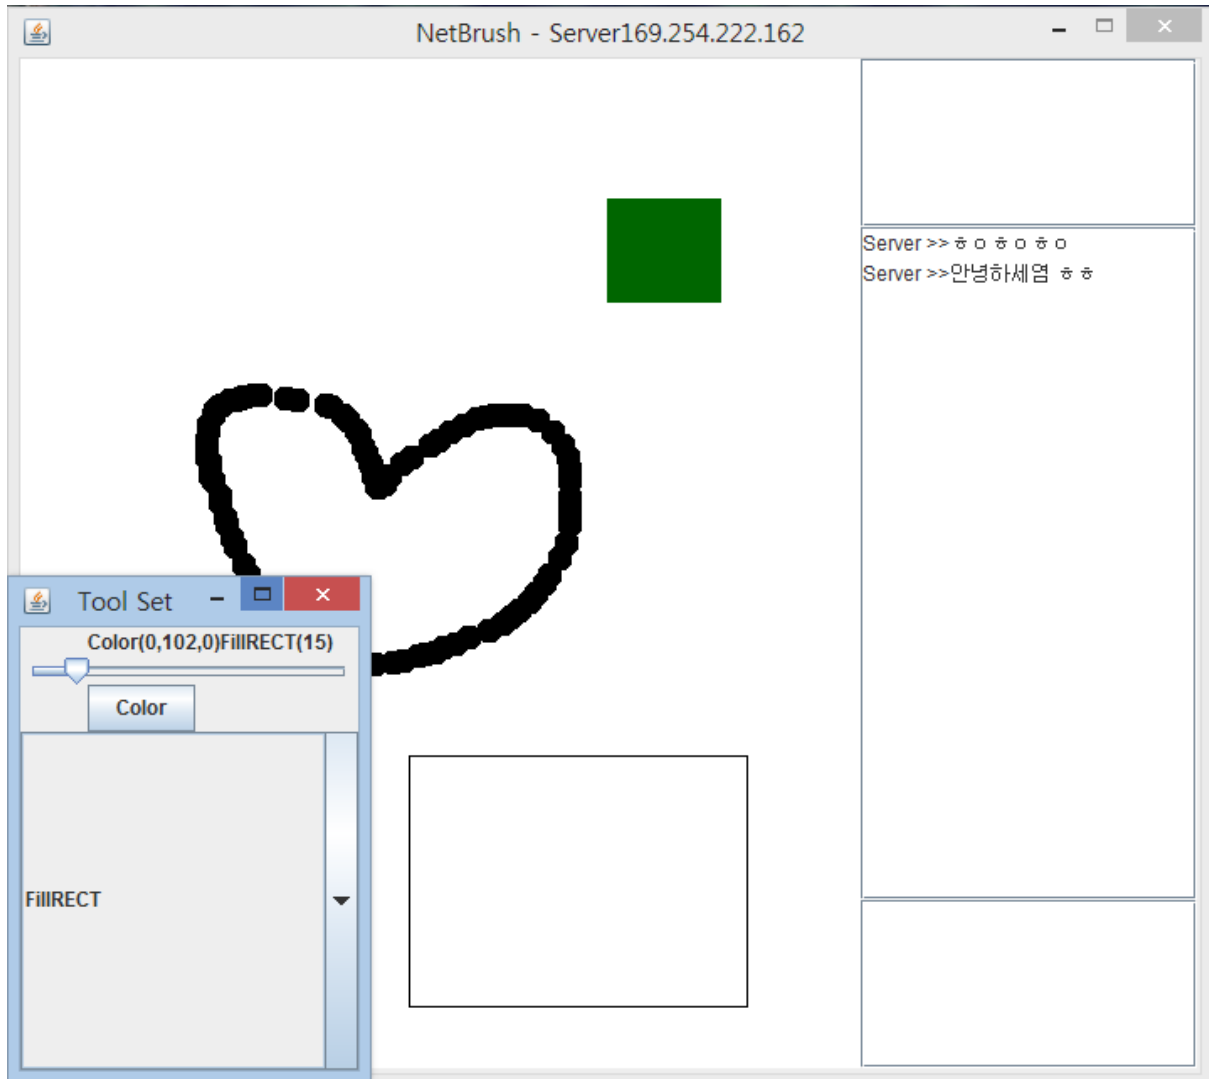 NetBrush - Server169.254.222.162
Server >>ㅎㅇㅎㅇㅎㅇ
Server >>안녕하세염 ㅎㅎ
Tool Set
Color(0,102,0)FillRECT(15)
Color
FillRECT